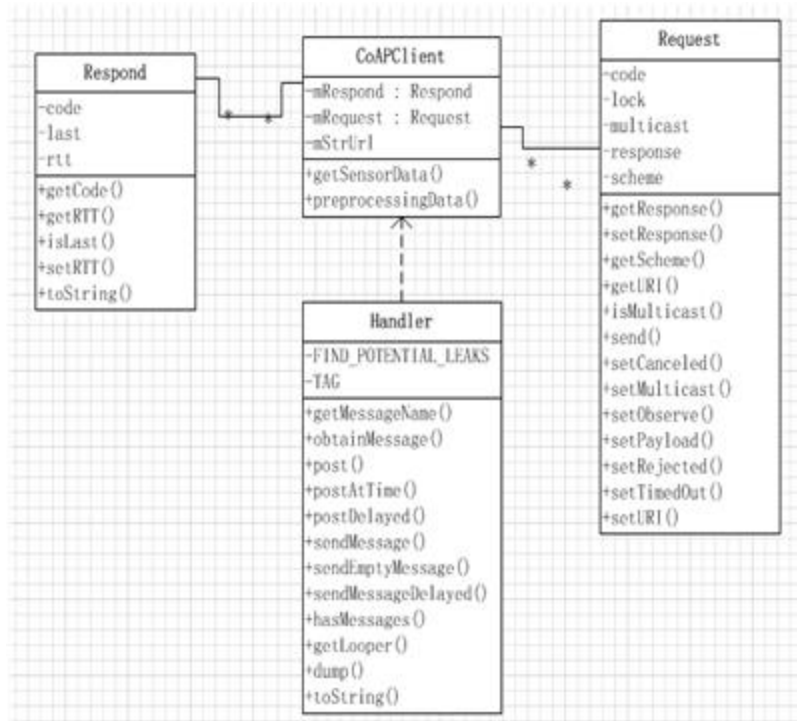 Respond
-code
-last
-rtt
+getCode()
+getRTT()
+isLast()
+setRTT()
+toString()
CoAPClient
-mRespond : Respond
-mRequest : Request
-mStrUrl
+getSensorData()
+preprocessingData()
Request
-code
-lock
-multicast
-response
-scheme
+getResponse()
+setResponse()
+getScheme()
+getURI()
+isMulticast()
+send()
+setCanceled()
+setMulticast()
+setObserve()
+setPayload()
+setRejected()
+setTimedOut()
+setURI()
* *
*
*
Handler
-FIND_POTENTIAL_LEAKS
-TAG
+getMessageName()
+obtainMessage()
+post()
+postAtTime()
+postDelayed()
+sendMessage()
+sendEmptyMessage()
+sendMessageDelayed()
+hasMessages()
+getLooper()
+dump()
+toString()